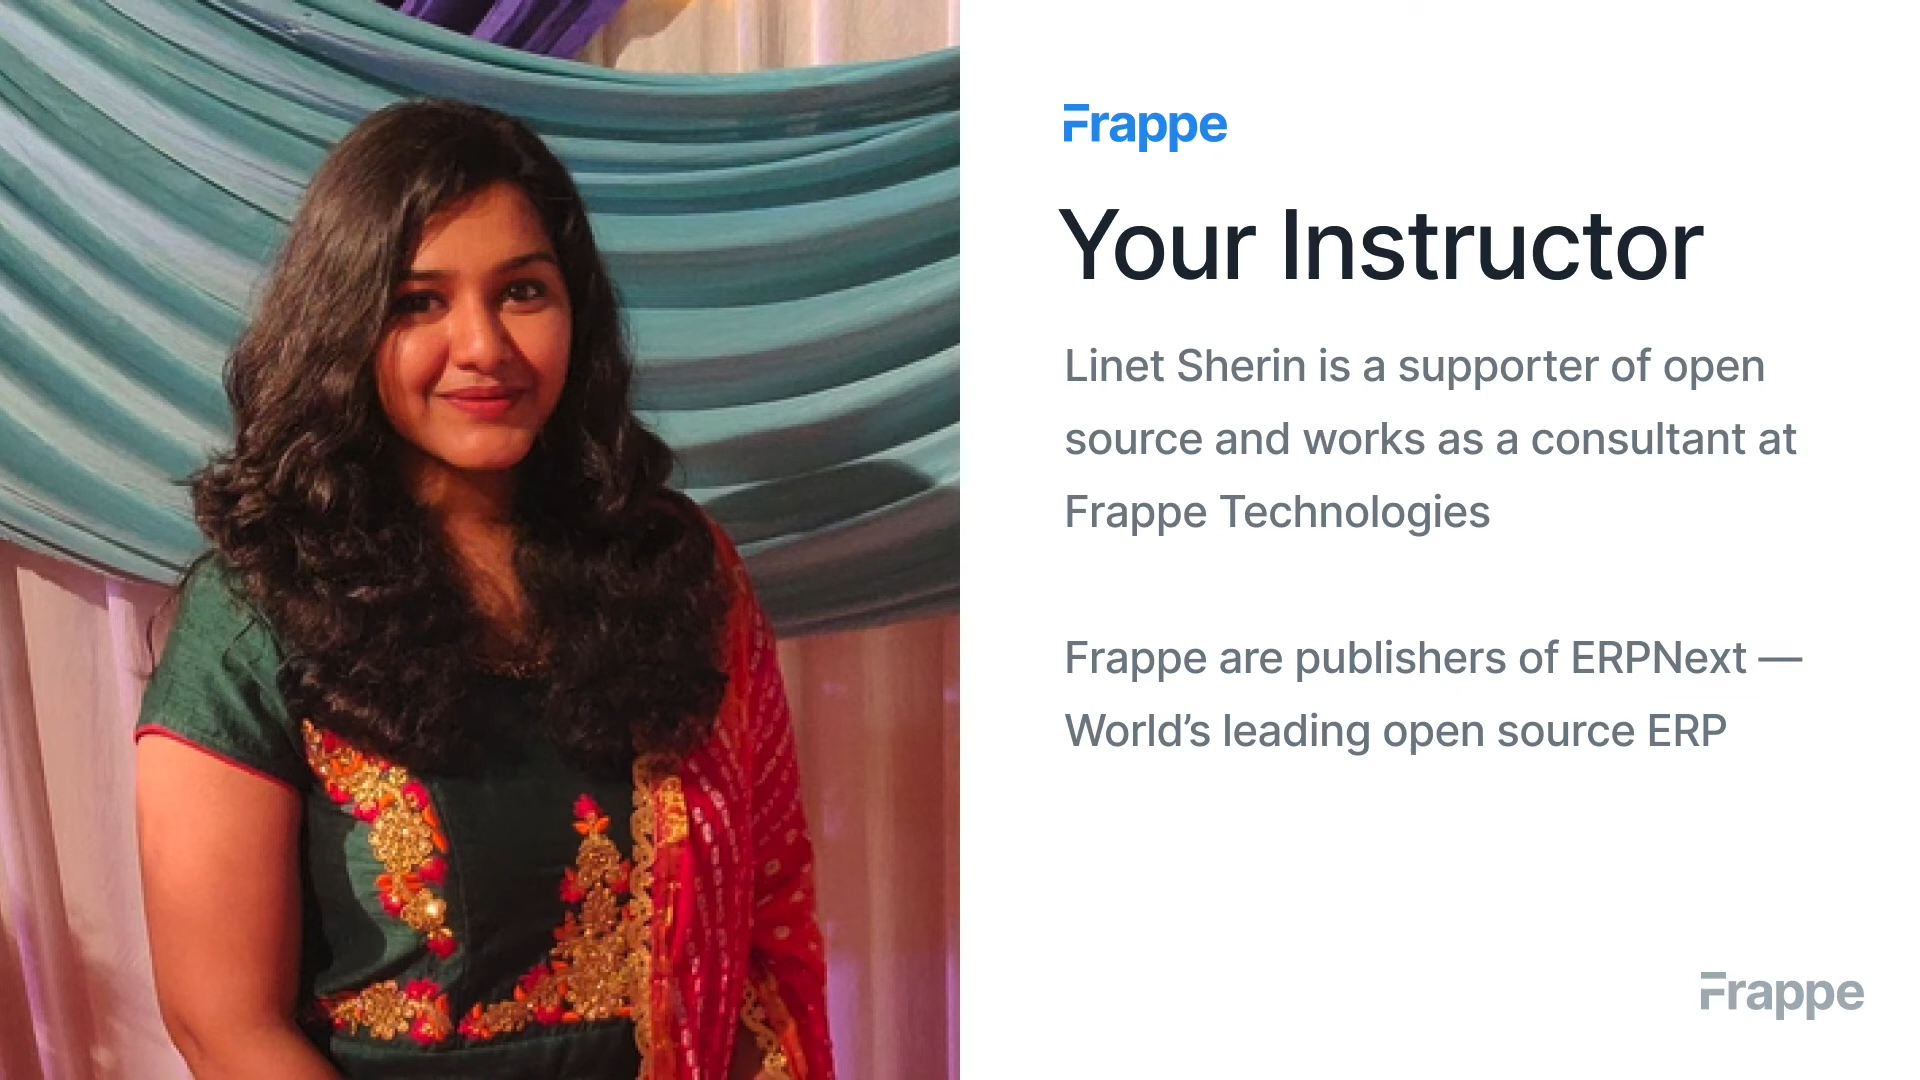 Frappe
Your Instructor
Linet Sherin is a supporter of open
source and works as a consultant at
Frappe Technologies
Frappe are publishers of ERPNext —
World’s leading open source ERP
Frappe